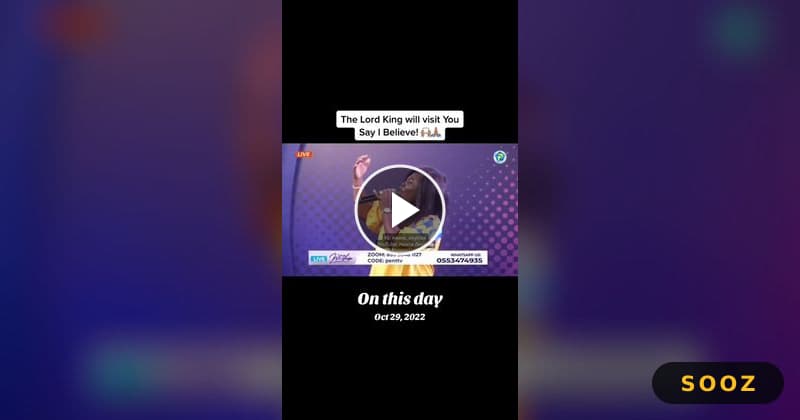 The Lord King will visit You
Say I Believe! 🙌🏽🙏🏽
LIVE
LIVE
ZOOM:
CODE: penttv
WHATSAPP US:
0553474935
On this day
Oct 29, 2022
SOOZ